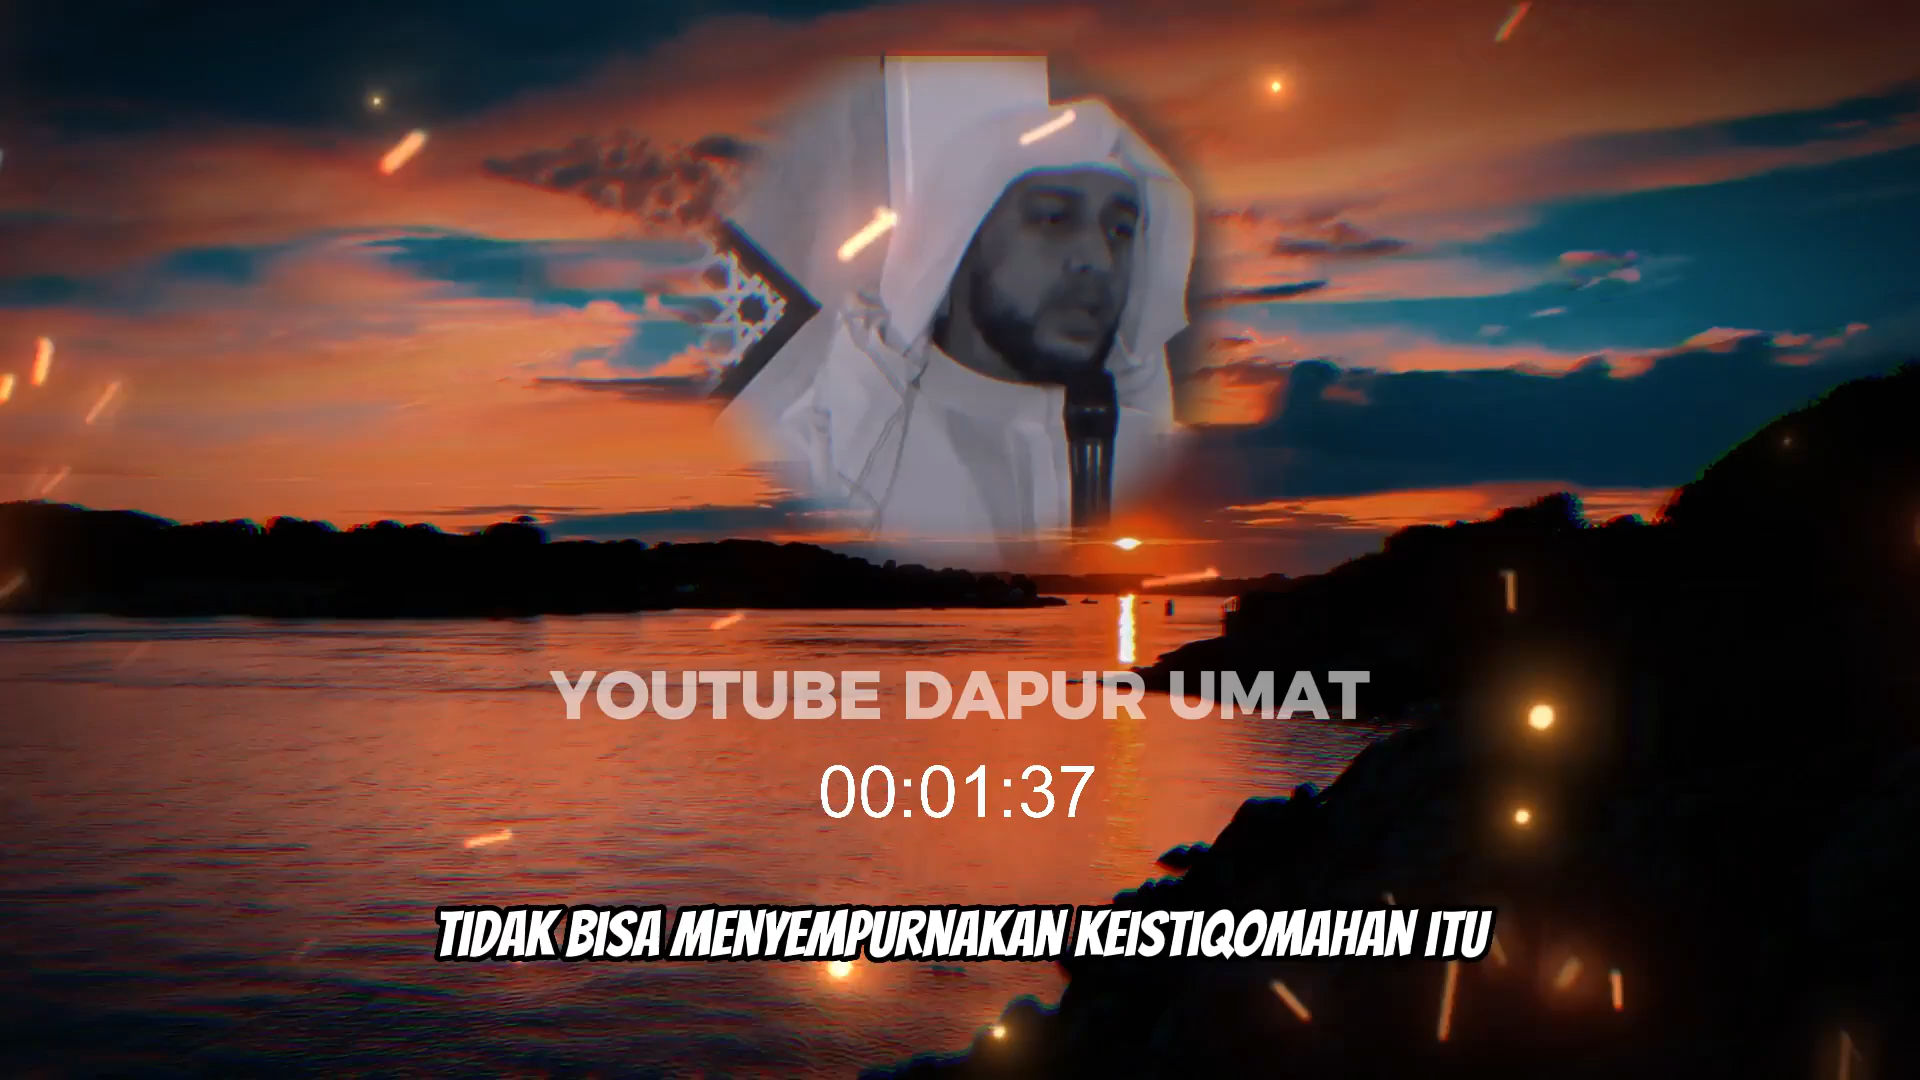 YOUTUBE DAPUR UMAT
00:01:37
TIDAK BISA MENYEMPURNAKAN KEISTIQOMAHAN ITU